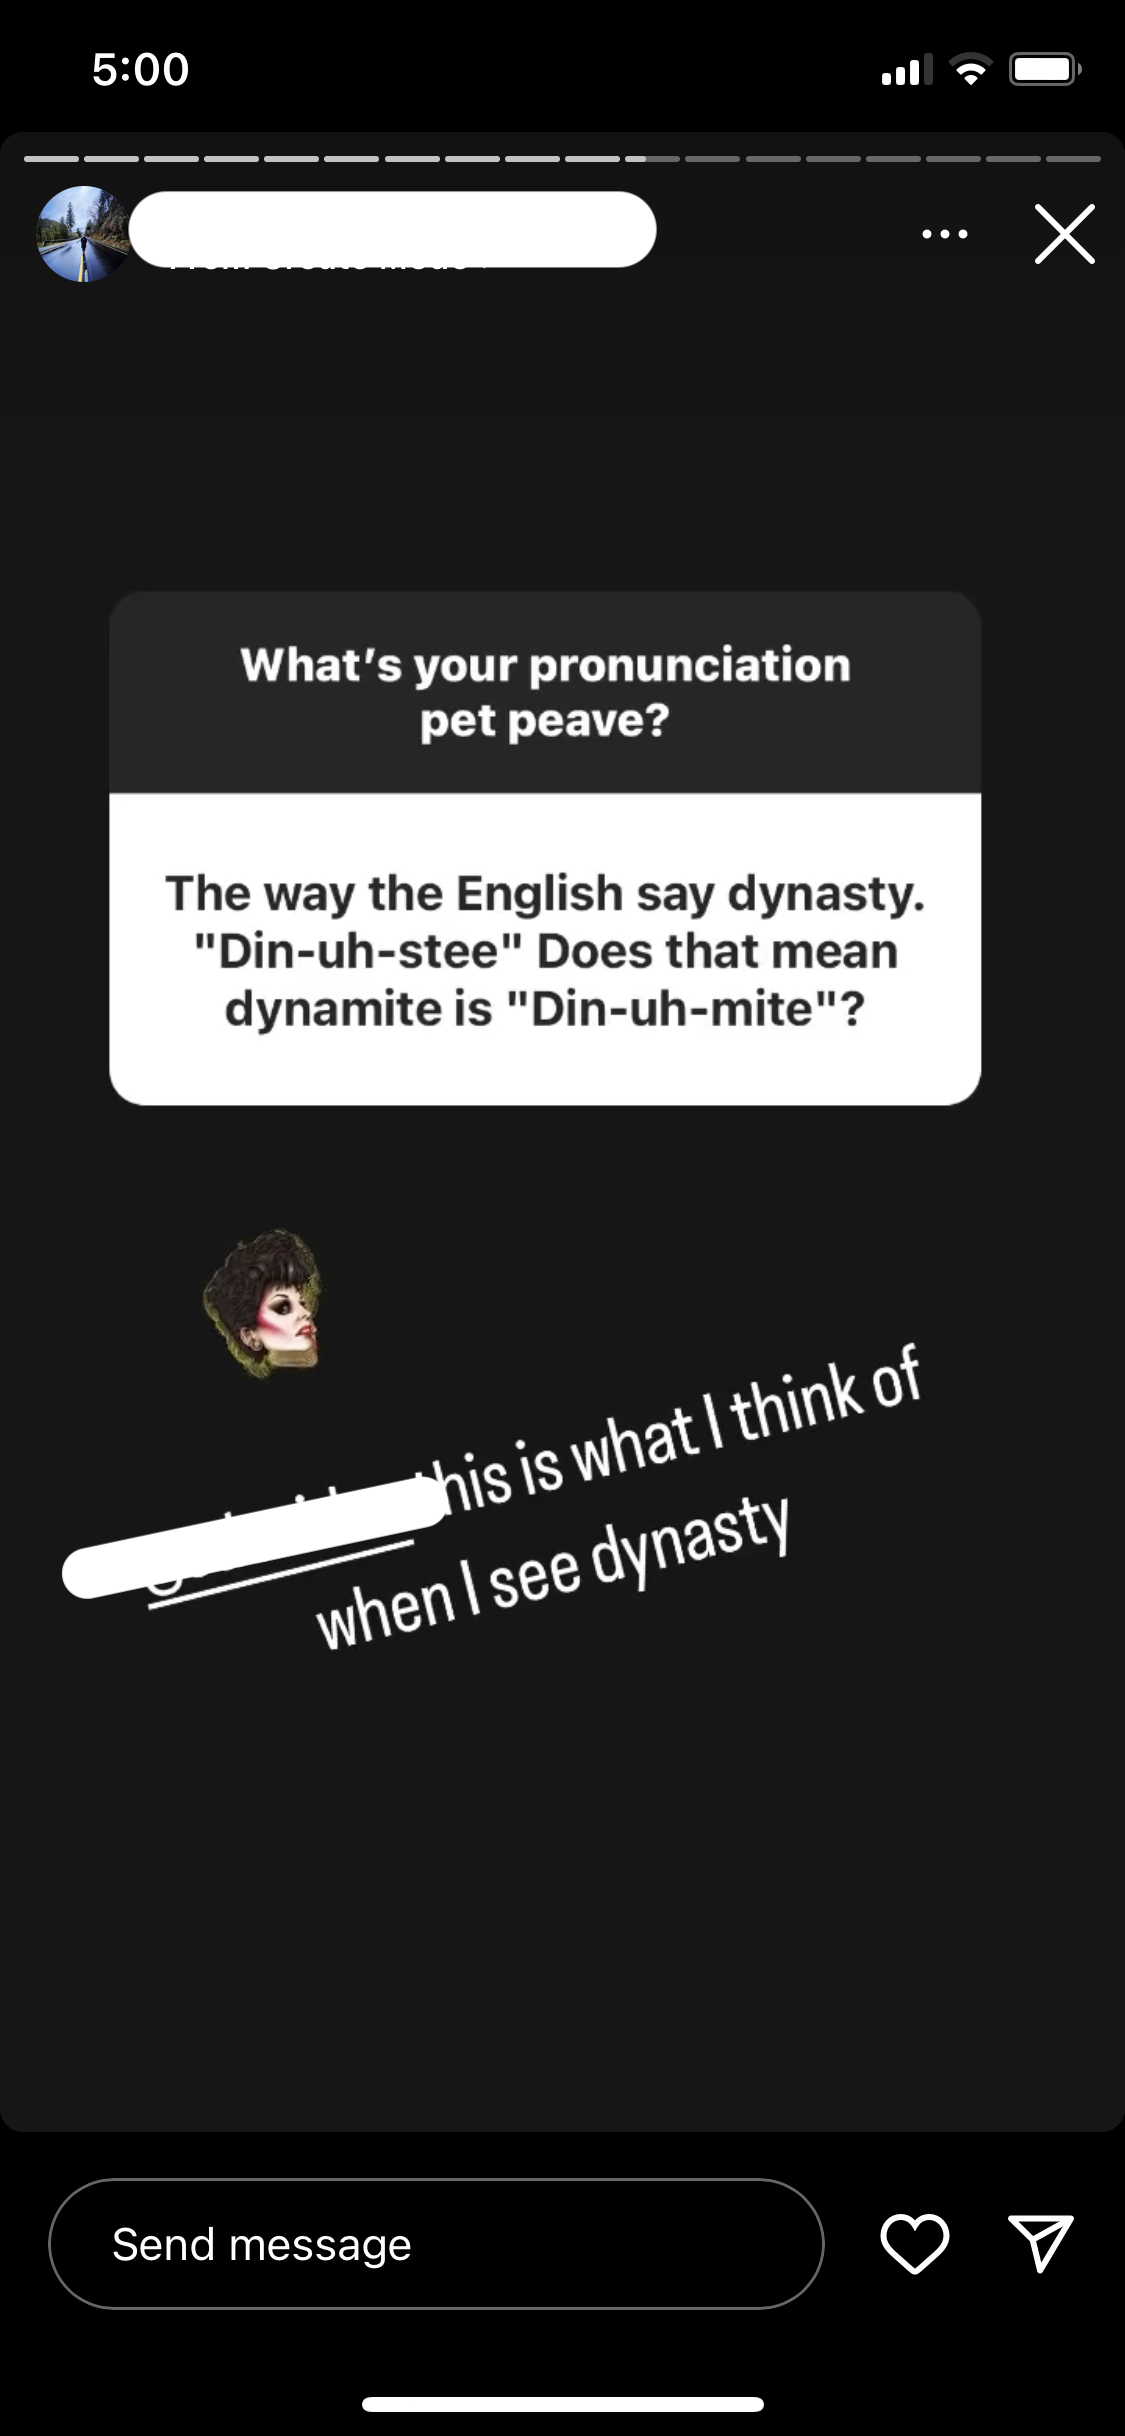 5:00
What's your pronunciation
pet peave?
The way the English say dynasty.
"Din-uh-stee" Does that mean
dynamite is "Din-uh-mite"?
this is what I think of
when I see dynasty
Send message